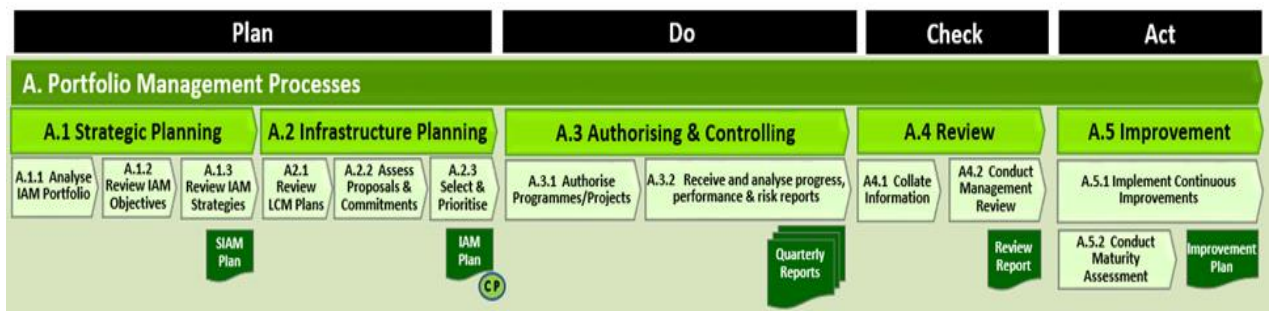 Plan
Do
Check
Act
A. Portfolio Management Processes
A.1 Strategic Planning
A.2 Infrastructure Planning
A.3 Authorising & Controlling
A.4 Review
A.5 Improvement
A.1.1 Analyse
IAM Portfolio
A.1.2
Review IAM
Objectives
A.1.3
Review IAM
Strategies
A2.1
Review
LCM Plans
A.2.2 Assess
Proposals &
Commitments
A.2.3
Select &
Prioritise
A.3.1 Authorise
Programmes/Projects
A.3.2 Receive and analyse progress,
performance & risk reports
A4.1 Collate
Information
A4.2 Conduct
Management
Review
A.5.1 Implement Continuous
Improvements
SIAM
Plan
IAM
Plan
CP
Quarterly
Reports
Review
Report
A.5.2 Conduct
Maturity
Assessment
Improvement
Plan